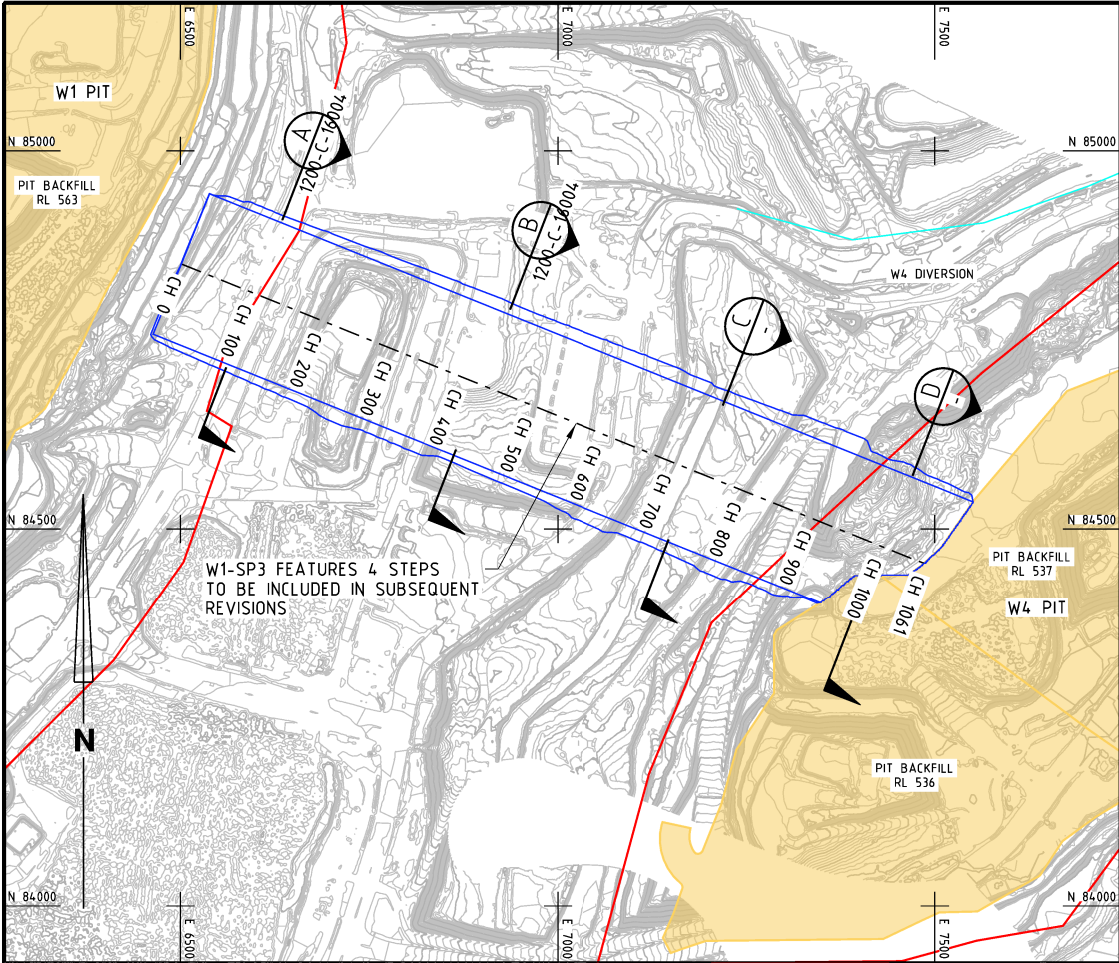 E 6500
E 7000
E 7500
W1 PIT
A
1200-C-16004
N 85000
N 85000
PIT BACKFILL
RL 563
B
1200-C-16004
W4 DIVERSION
CH 0
CH 100
CH 200
CH 300
CH 400
CH 500
CH 600
CH 700
CH 800
CH 900
CH 1000
CH 1061
C
-
D
-
N 84500
N 84500
W1-SP3 FEATURES 4 STEPS
TO BE INCLUDED IN SUBSEQUENT
REVISIONS
PIT BACKFILL
RL 537
W4 PIT
N
PIT BACKFILL
RL 536
N 84000
N 84000
E 6500
E 7000
E 7500